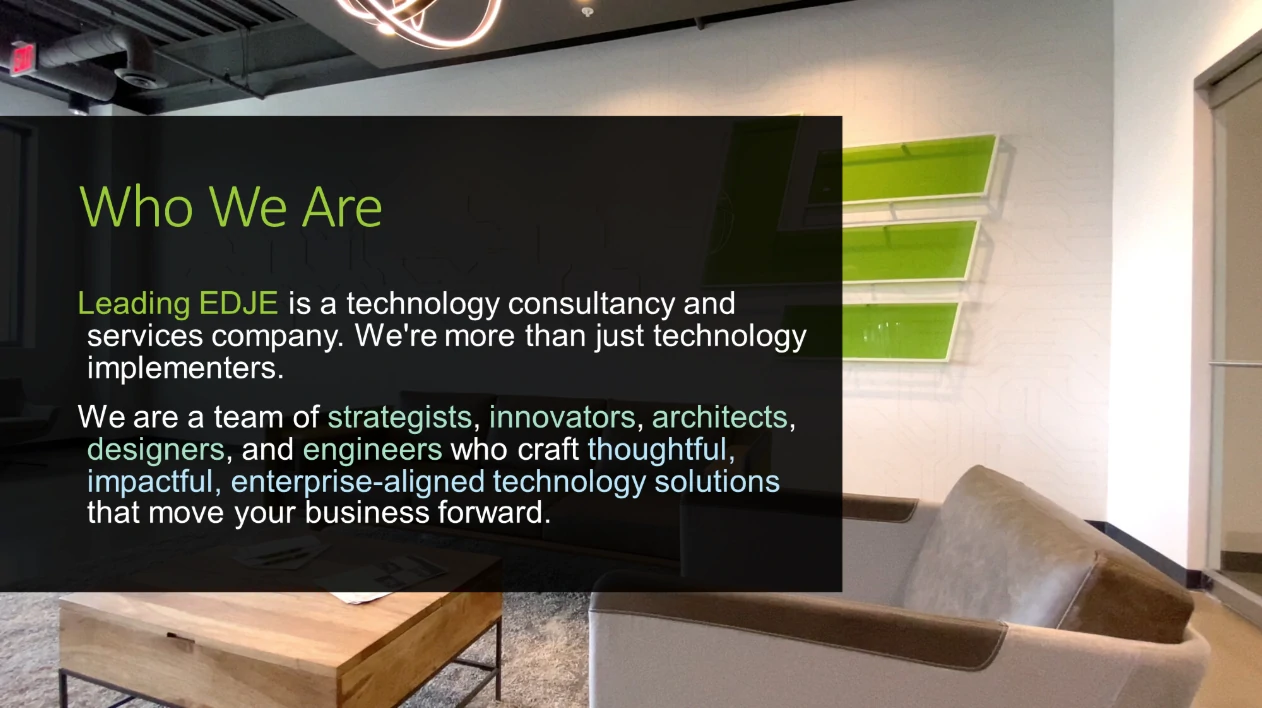 Who We Are
Leading EDJE is a technology consultancy and
services company. We're more than just technology
implementers.
We are a team of strategists, innovators, architects,
designers, and engineers who craft thoughtful,
impactful, enterprise-aligned technology solutions
that move your business forward.